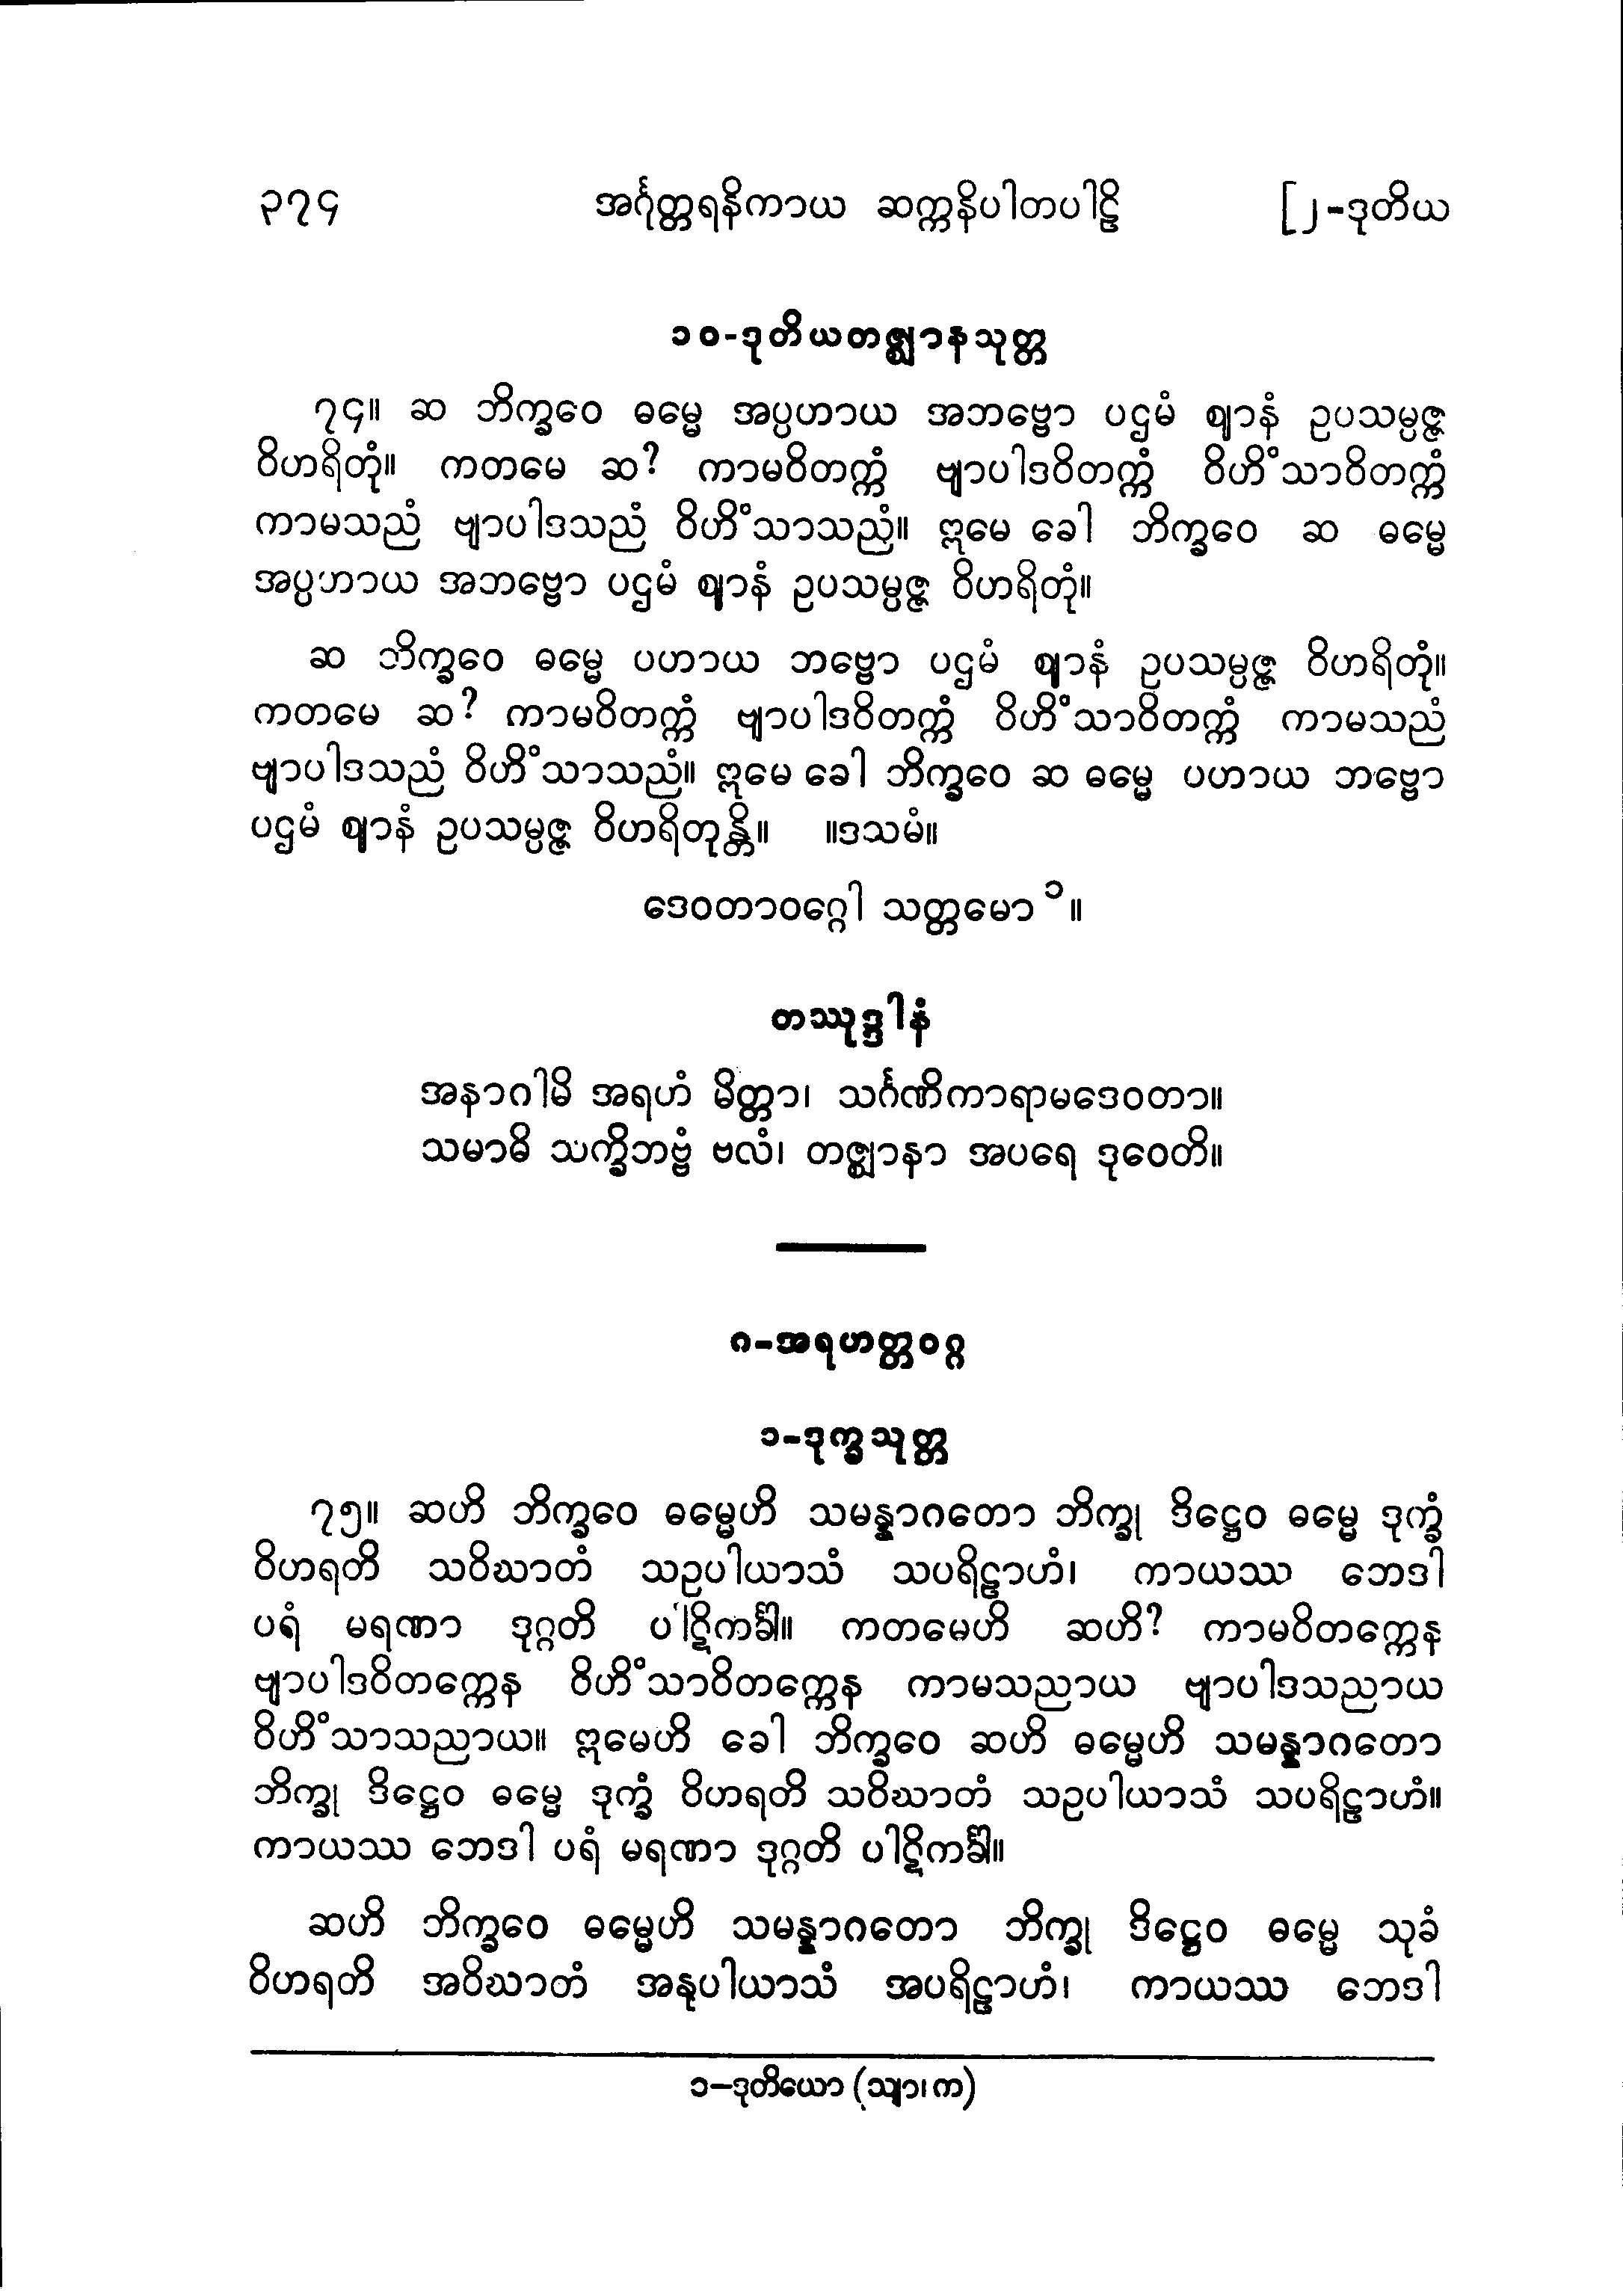 ၃၇၄ အင်္ဂုတ္တရနိကာယ ဆက္ကနိပါတပါဠိ [၂-ဒုတိယ
၁၀-ဒုတိယတဇ္ဈာနသုတ္တ
၇၄။ ဆ ဘိက္ခဝေ ဓမ္မေ အပ္ပဟာယ အဘဗ္ဗော ပဌမံ ဈာနံ ဥပသမ္ပဇ္ဇ
ဝိဟရိတုံ။ ကတမေ ဆ? ကာမဝိတက္ကံ ဗျာပါဒဝိတက္ကံ ဝိဟိံသာဝိတက္ကံ
ကာမသညံ ဗျာပါဒသညံ ဝိဟိံသာသညံ။ ဣမေ ခေါ ဘိက္ခဝေ ဆ ဓမ္မေ
အပ္ပဟာယ အဘဗ္ဗော ပဌမံ ဈာနံ ဥပသမ္ပဇ္ဇ ဝိဟရိတုံ။
ဆ ဘိက္ခဝေ ဓမ္မေ ပဟာယ ဘဗ္ဗော ပဌမံ ဈာနံ ဥပသမ္ပဇ္ဇ ဝိဟရိတုံ။
ကတမေ ဆ? ကာမဝိတက္ကံ ဗျာပါဒဝိတက္ကံ ဝိဟိံသာဝိတက္ကံ ကာမသညံ
ဗျာပါဒသညံ ဝိဟိံသာသညံ။ ဣမေ ခေါ ဘိက္ခဝေ ဆ ဓမ္မေ ပဟာယ ဘဗ္ဗော
ပဌမံ ဈာနံ ဥပသမ္ပဇ္ဇ ဝိဟရိတုန္တိ။ ။ဒသမံ။
ဒေဝတာဝဂ္ဂေါ သတ္တမော ၁။
တဿုဒ္ဒါနံ
အနာဂါမိ အရဟံ မိတ္တာ၊ သင်္ဂဏိကာရာမဒေဝတာ။
သမာဓိ သက္ခိဘဗ္ဗံ ဗလံ၊ တဇ္ဈာနာ အပရေ ဒုဝေတိ။
၈-အရဟတ္တဝဂ္ဂ
၁-ဒုက္ခသုတ္တ
၇၅။ ဆဟိ ဘိက္ခဝေ ဓမ္မေဟိ သမန္နာဂတော ဘိက္ခု ဒိဋ္ဌေဝ ဓမ္မေ ဒုက္ခံ
ဝိဟရတိ သဝိဃာတံ သဥပါယာသံ သပရိဠာဟံ၊ ကာယဿ ဘေဒါ
ပရံ မရဏာ ဒုဂ္ဂတိ ပါဋိကင်္ခါ။ ကတမေဟိ ဆဟိ? ကာမဝိတက္ကေန
ဗျာပါဒဝိတက္ကေန ဝိဟိံသာဝိတက္ကေန ကာမသညာယ ဗျာပါဒသညာယ
ဝိဟိံသာသညာယ။ ဣမေဟိ ခေါ ဘိက္ခဝေ ဆဟိ ဓမ္မေဟိ သမန္နာဂတော
ဘိက္ခု ဒိဋ္ဌေဝ ဓမ္မေ ဒုက္ခံ ဝိဟရတိ သဝိဃာတံ သဥပါယာသံ သပရိဠာဟံ။
ကာယဿ ဘေဒါ ပရံ မရဏာ ဒုဂ္ဂတိ ပါဋိကင်္ခါ။
ဆဟိ ဘိက္ခဝေ ဓမ္မေဟိ သမန္နာဂတော ဘိက္ခု ဒိဋ္ဌေဝ ဓမ္မေ သုခံ
ဝိဟရတိ အဝိဃာတံ အနုပါယာသံ အပရိဠာဟံ၊ ကာယဿ ဘေဒါ
၁–ဒုတိယော (သျာ၊ က)